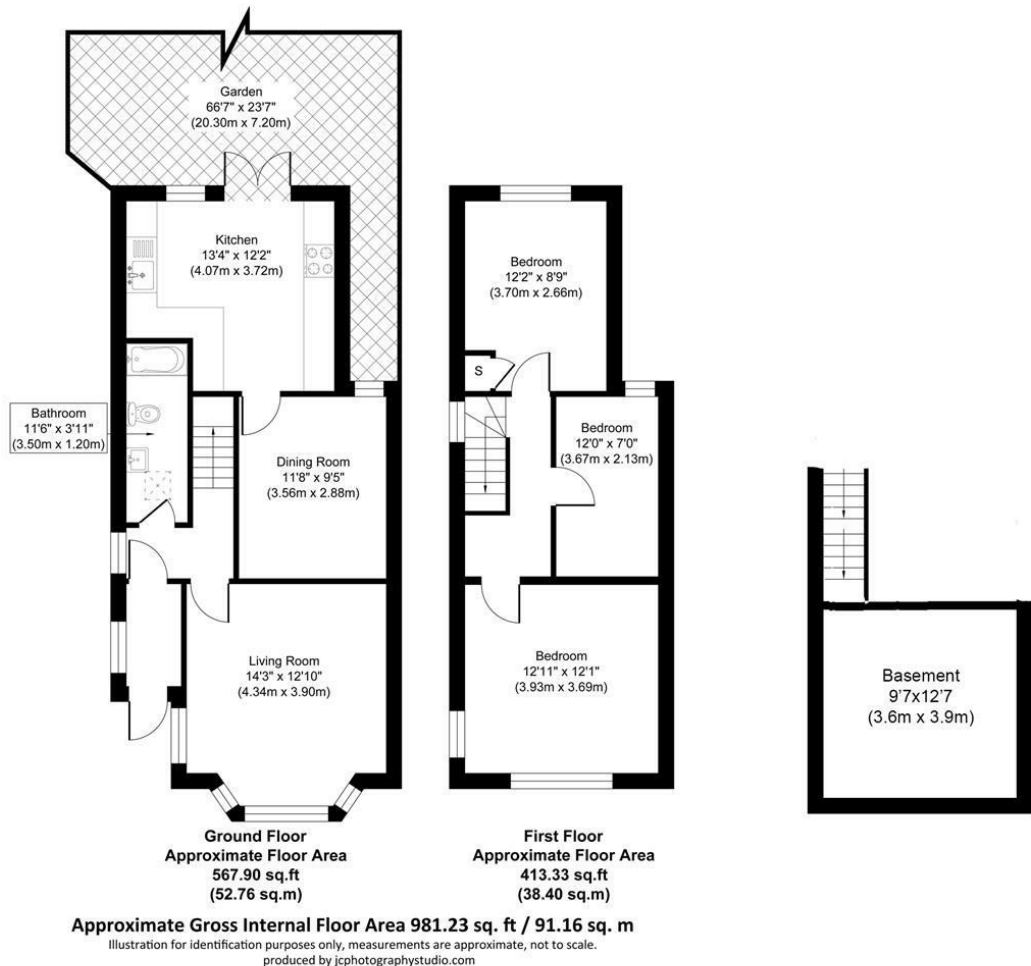 Garden
66'7" x 23'7"
(20.30m x 7.20m)
Kitchen
13'4" x 12'2"
(4.07m x 3.72m)
Bathroom
11'6" x 3'11"
(3.50m x 1.20m)
Dining Room
11'8" x 9'5"
(3.56m x 2.88m)
Living Room
14'3" x 12'10"
(4.34m x 3.90m)
Ground Floor
Approximate Floor Area
567.90 sq.ft
(52.76 sq.m)
Bedroom
12'2" x 8'9"
(3.70m x 2.66m)
S
Bedroom
12'0" x 7'0"
(3.67m x 2.13m)
Bedroom
12'11" x 12'1"
(3.93m x 3.69m)
First Floor
Approximate Floor Area
413.33 sq.ft
(38.40 sq.m)
Basement
9'7x12'7
(3.6m x 3.9m)
Approximate Gross Internal Floor Area 981.23 sq. ft / 91.16 sq. m
Illustration for identification purposes only, measurements are approximate, not to scale.
produced by jcphotographystudio.com